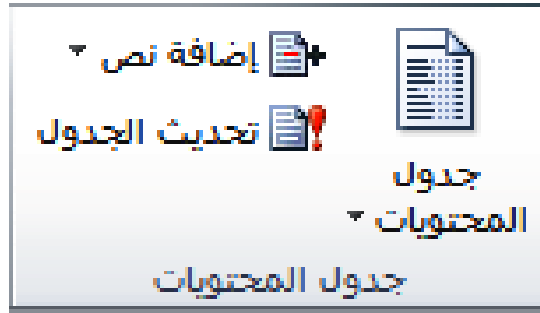 جدول
المحتويات
إضافة نص
تحديث الجدول
جدول المحتويات